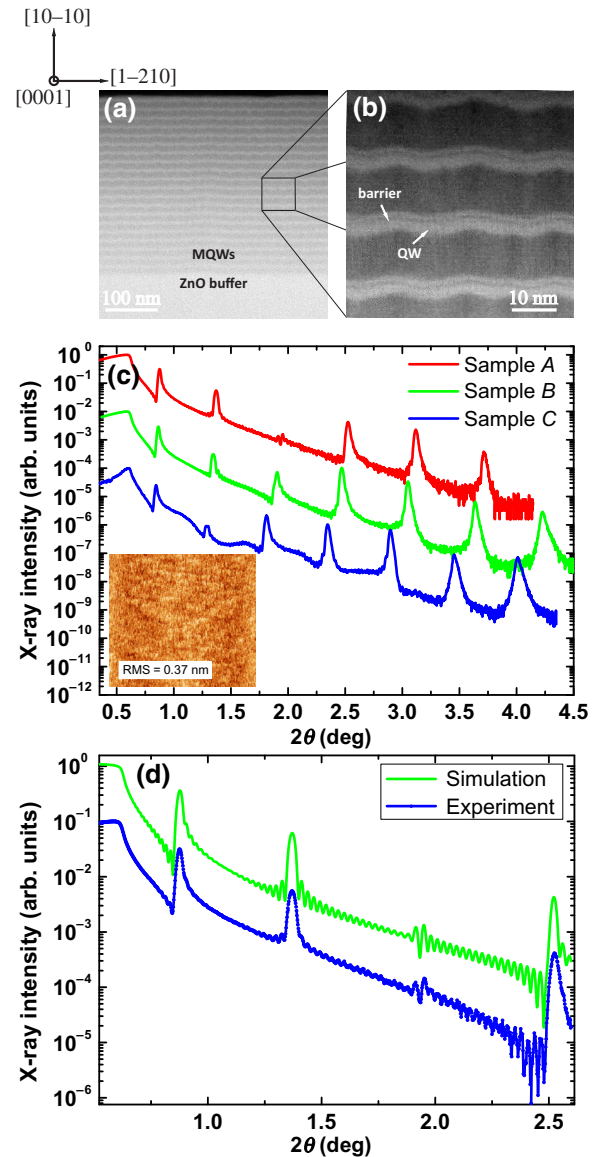 [10–10]
[1–210]
[0001]
(a)
MQWs
ZnO buffer
100 nm
(b)
barrier
QW
10 nm
(c)
Sample A
Sample B
Sample C
X-ray intensity (arb. units)
10⁰
10⁻¹
10⁻²
10⁻³
10⁻⁴
10⁻⁵
10⁻⁶
10⁻⁷
10⁻⁸
10⁻⁹
10⁻¹⁰
10⁻¹¹
10⁻¹²
RMS = 0.37 nm
0.5 1.0 1.5 2.0 2.5 3.0 3.5 4.0 4.5
2θ (deg)
(d)
Simulation
Experiment
X-ray intensity (arb. units)
10⁰
10⁻¹
10⁻²
10⁻³
10⁻⁴
10⁻⁵
10⁻⁶
1.0 1.5 2.0 2.5
2θ (deg)